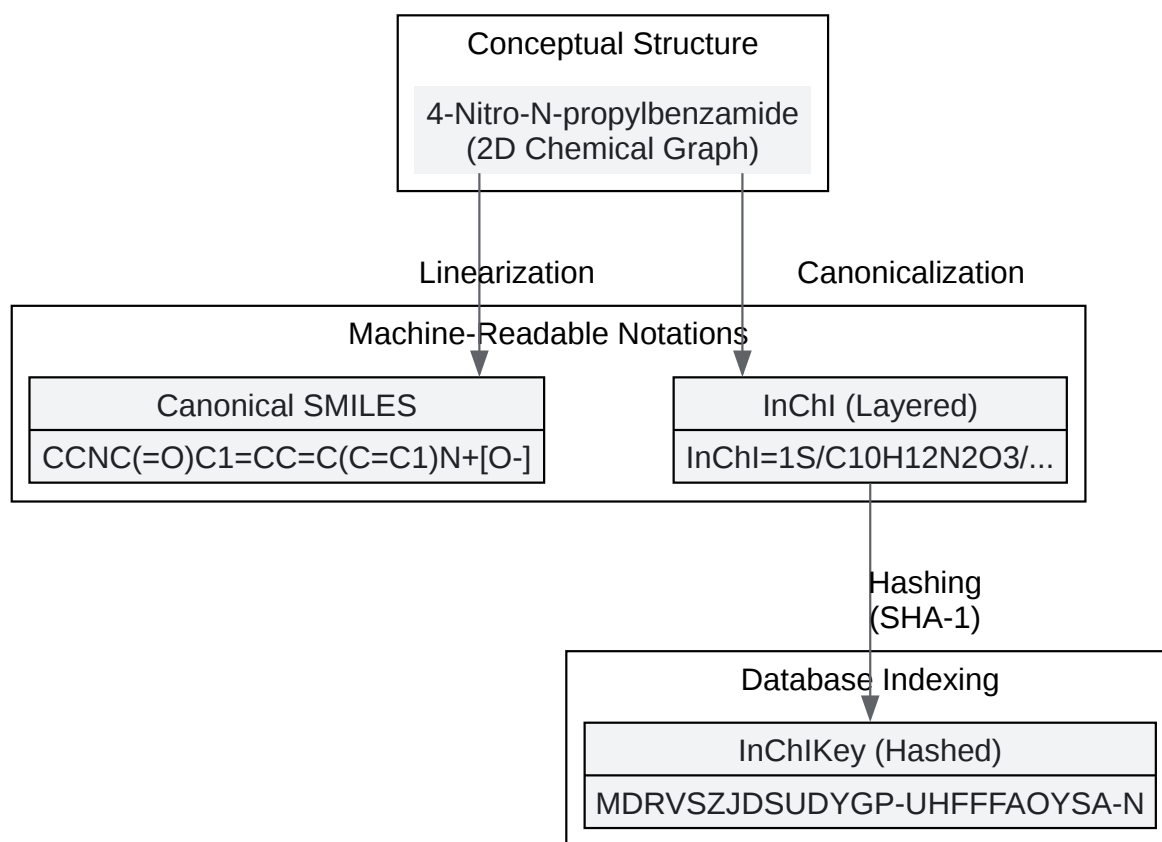 Conceptual Structure
4-Nitro-N-propylbenzamide
(2D Chemical Graph)
Linearization
Canonicalization
Machine-Readable Notations
Canonical SMILES
CCNC(=O)C1=CC=C(C=C1)N+[O-]
InChI (Layered)
InChI=1S/C10H12N2O3/...
Hashing
(SHA-1)
Database Indexing
InChIKey (Hashed)
MDRVSZJDSUDYGP-UHFFFAOYSA-N